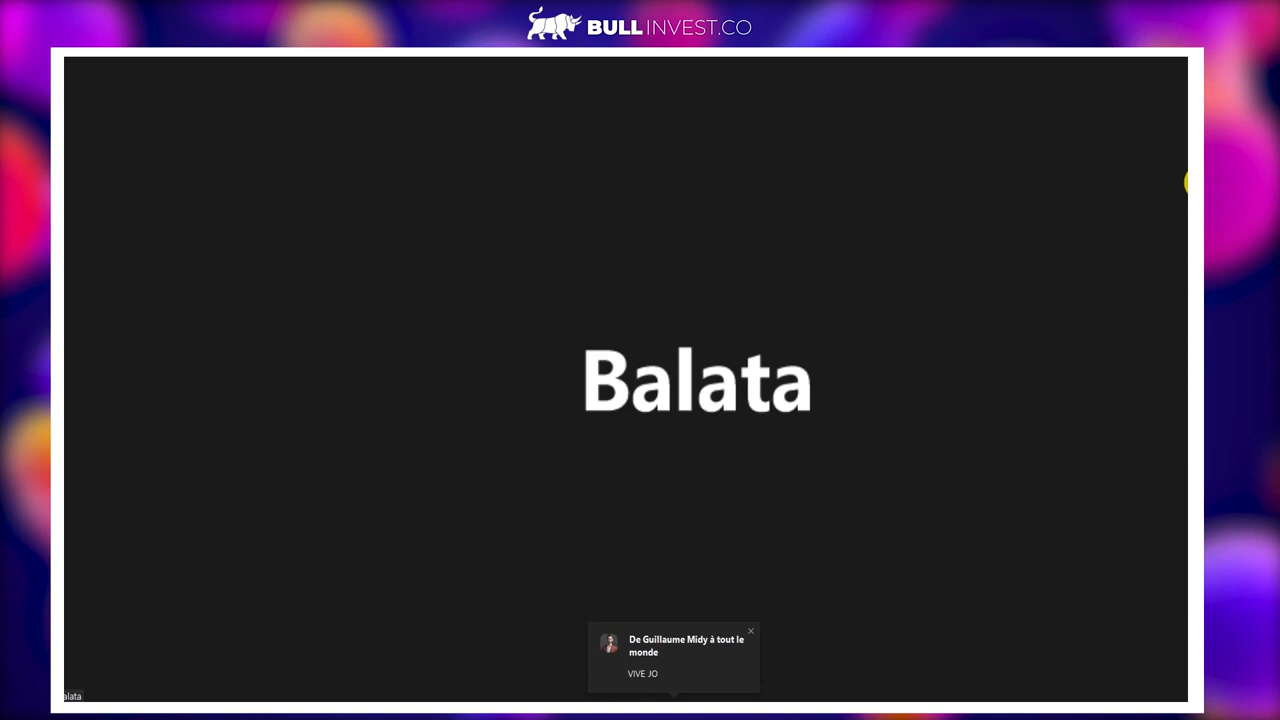 BULLINVEST.CO
Balata
De Guillaume Midy à tout le
monde
VIVE JO
alata